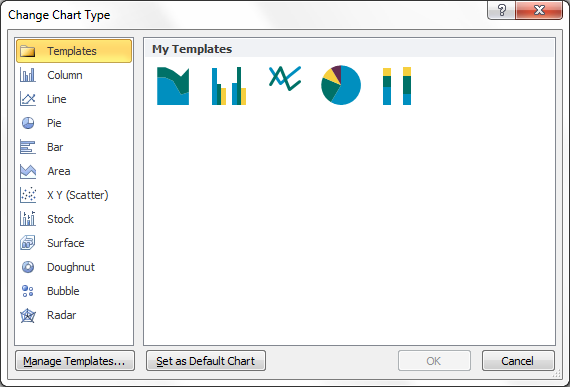 Change Chart Type
Templates
Column
Line
Pie
Bar
Area
X Y (Scatter)
Stock
Surface
Doughnut
Bubble
Radar
My Templates
Manage Templates...
Set as Default Chart
OK
Cancel